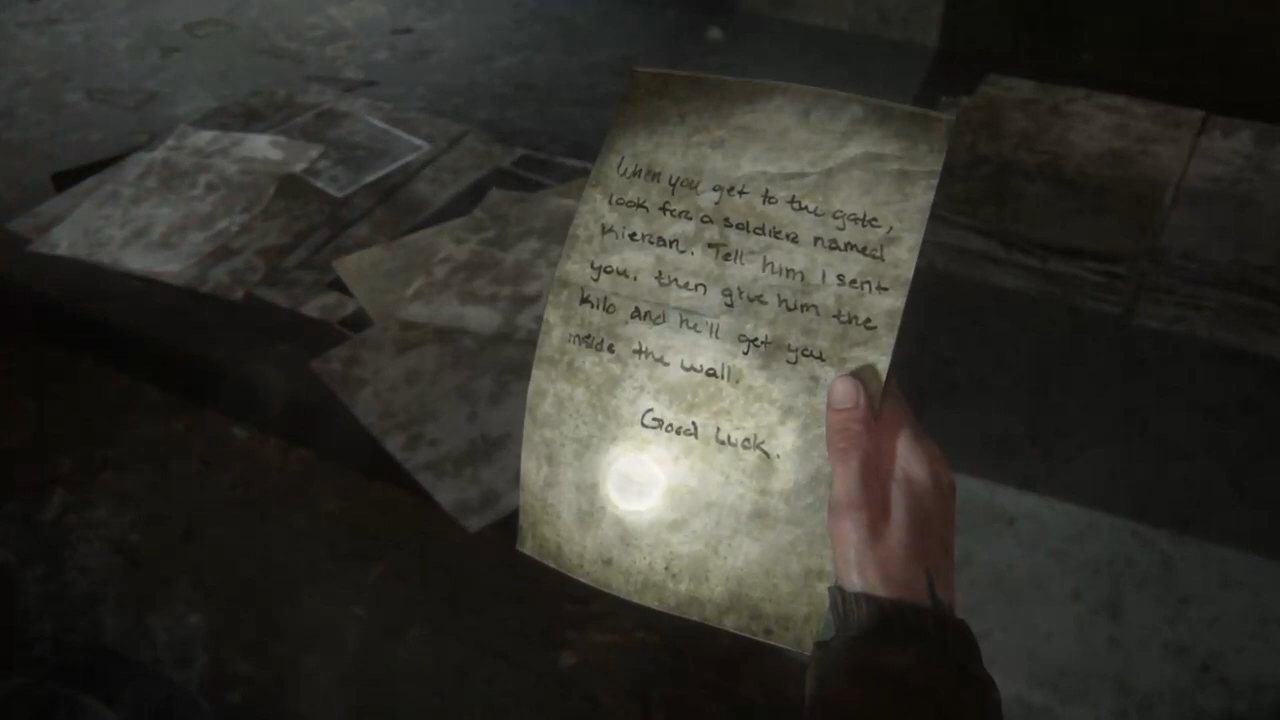 When you get to the gate,
look for a soldier named
Kiernan. Tell him I sent
you, then give him the
kilo and he'll get you
inside the wall.
Good Luck.